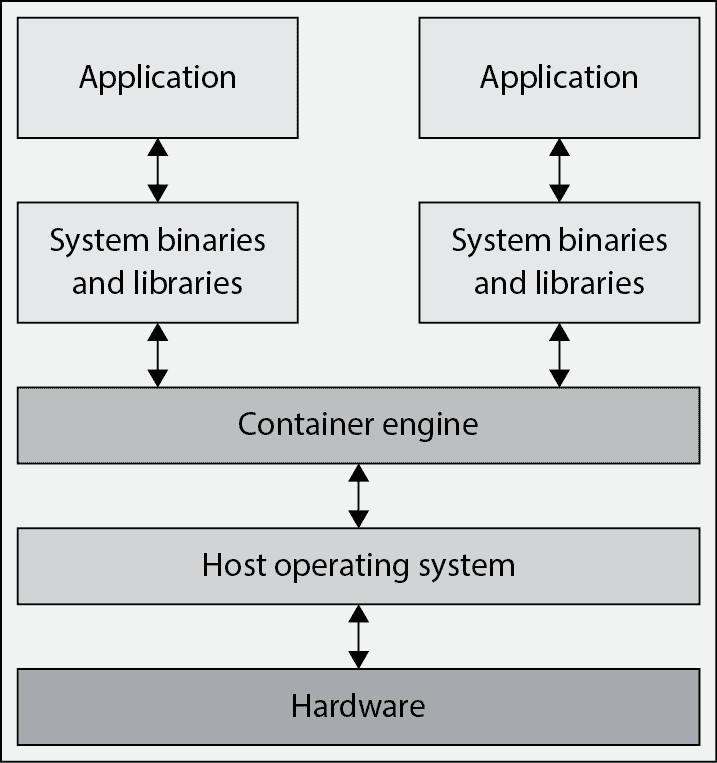 Application
Application
System binaries
and libraries
System binaries
and libraries
Container engine
Host operating system
Hardware